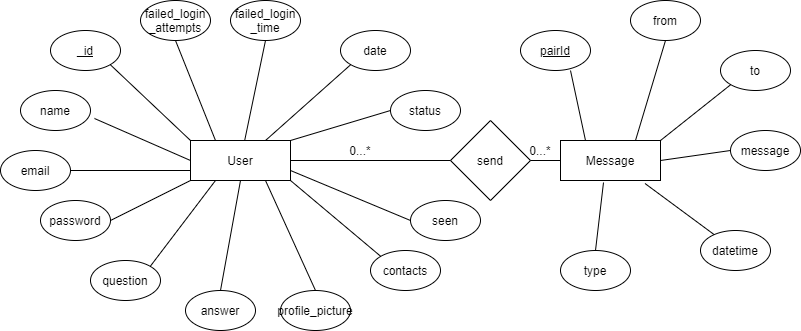 failed_login
_attempts
failed_login
_time
from
_id
date
pairId
to
name
status
message
0...*
0...*
User
send
Message
email
password
seen
datetime
question
contacts
type
answer
profile_picture